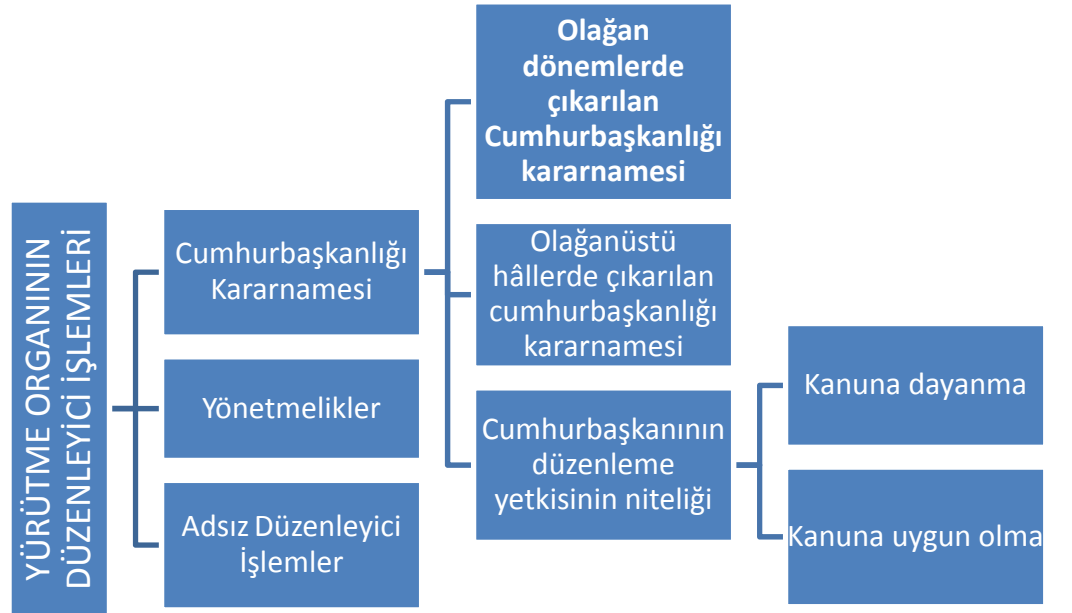 YÜRÜTME ORGANININ
DÜZENLEYİCİ İŞLEMLERİ
Cumhurbaşkanlığı
Kararnamesi
Yönetmelikler
Adsız Düzenleyici
İşlemler
Olağan
dönemlerde
çıkarılan
Cumhurbaşkanlığı
kararnamesi
Olağanüstü
hâllerde çıkarılan
cumhurbaşkanlığı
kararnamesi
Cumhurbaşkanının
düzenleme
yetkisinin niteliği
Kanuna dayanma
Kanuna uygun olma